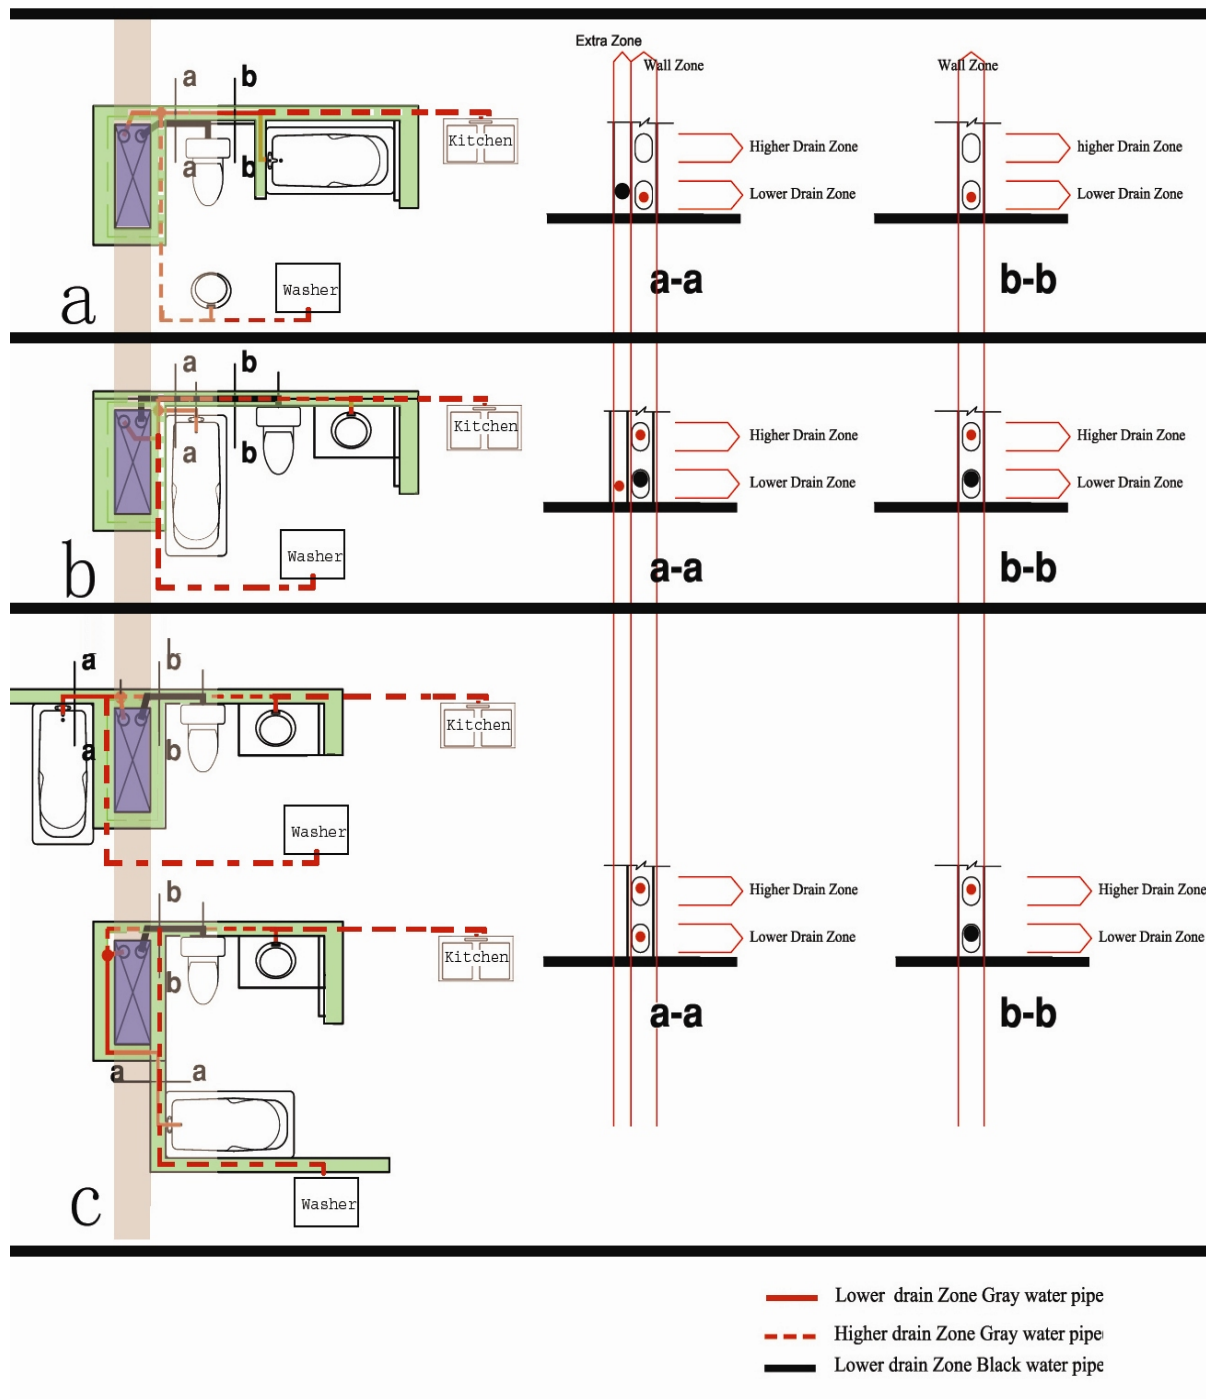 Extra Zone
Wall Zone
Wall Zone
a
b
Kitchen
Higher Drain Zone
higher Drain Zone
a
b
Lower Drain Zone
Lower Drain Zone
a-a
b-b
Washer
a
a
b
Kitchen
Higher Drain Zone
Higher Drain Zone
a
b
Lower Drain Zone
Lower Drain Zone
Washer
a-a
b-b
b
a
b
Kitchen
a
b
Washer
b
Higher Drain Zone
Higher Drain Zone
Lower Drain Zone
Lower Drain Zone
Kitchen
b
a-a
b-b
a
a
Washer
c
Lower drain Zone Gray water pipe
Higher drain Zone Gray water pipe
Lower drain Zone Black water pipe